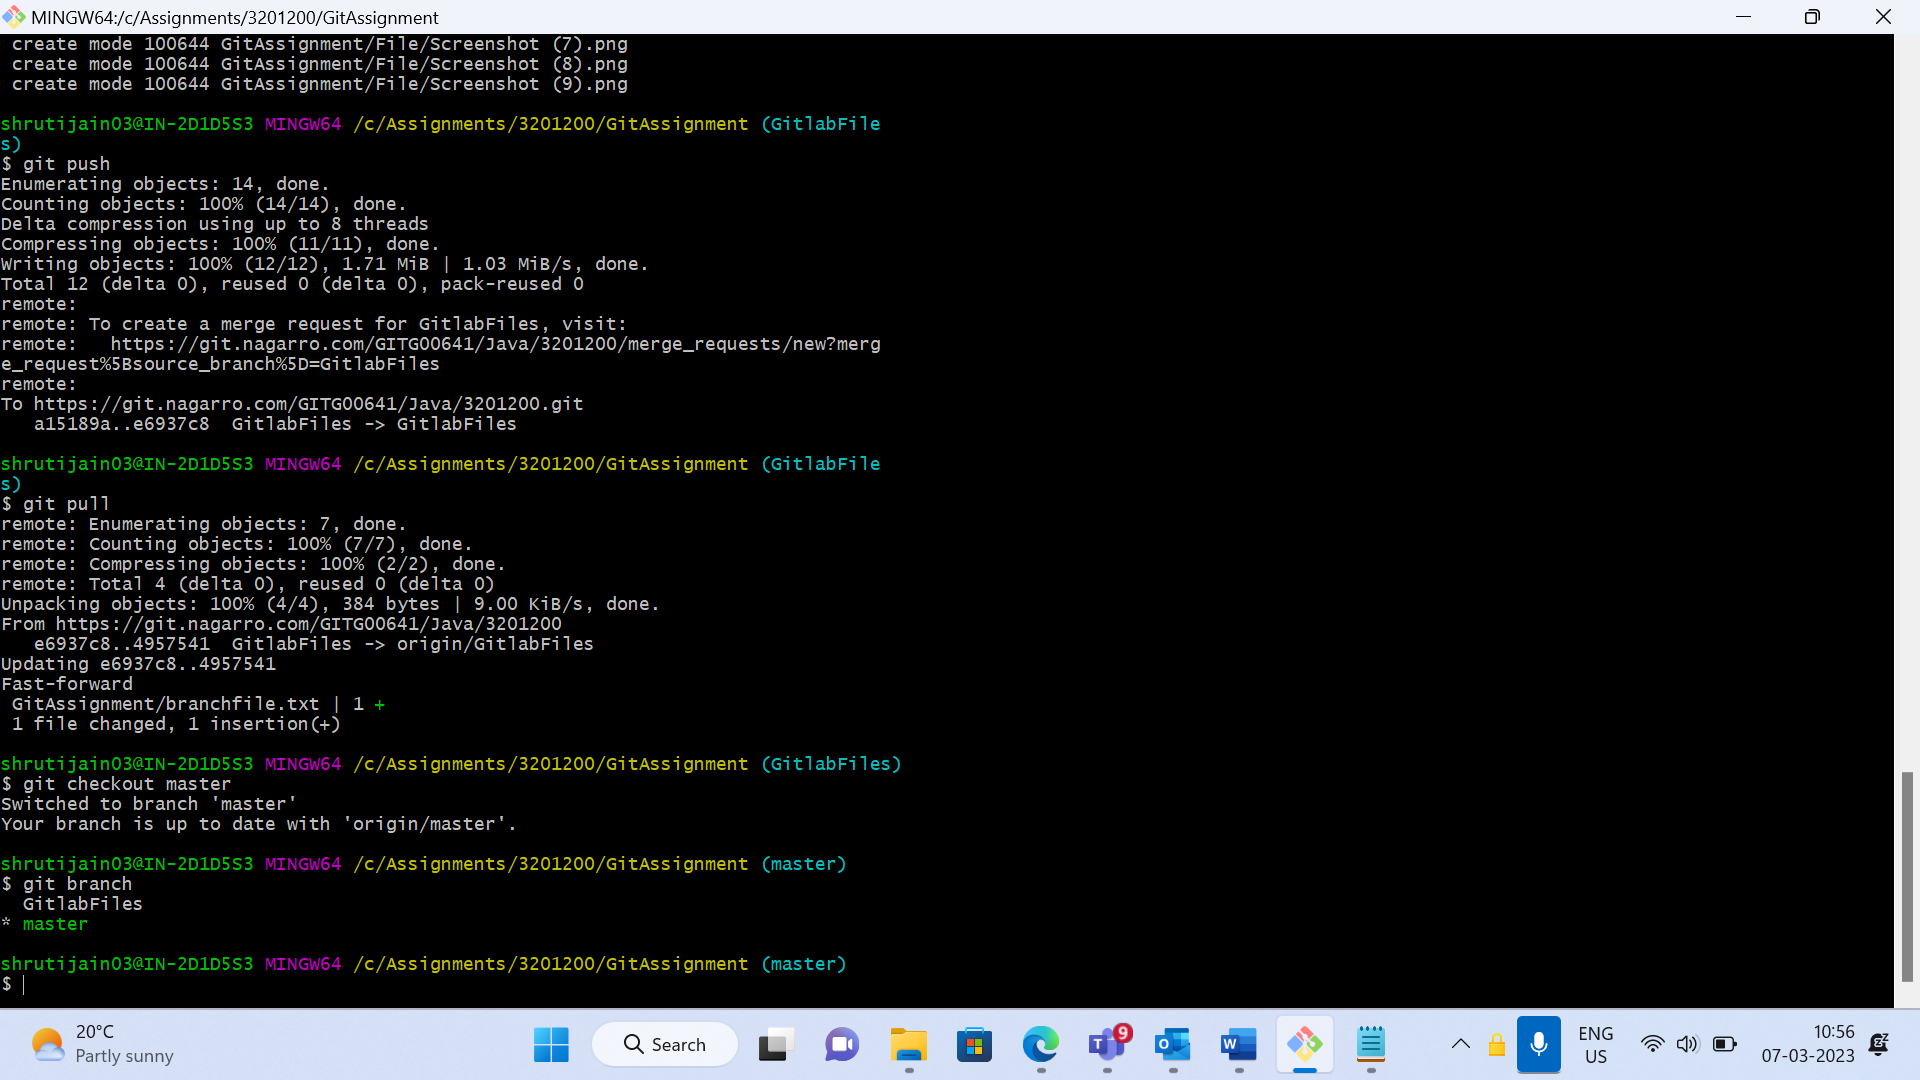 MINGW64:/c/Assignments/3201200/GitAssignment
create mode 100644 GitAssignment/File/Screenshot (7).png
create mode 100644 GitAssignment/File/Screenshot (8).png
create mode 100644 GitAssignment/File/Screenshot (9).png
shrutijain03@IN-2D1D5S3 MINGW64 /c/Assignments/3201200/GitAssignment (GitlabFile
s)
$ git push
Enumerating objects: 14, done.
Counting objects: 100% (14/14), done.
Delta compression using up to 8 threads
Compressing objects: 100% (11/11), done.
Writing objects: 100% (12/12), 1.71 MiB | 1.03 MiB/s, done.
Total 12 (delta 0), reused 0 (delta 0), pack-reused 0
remote:
remote: To create a merge request for GitlabFiles, visit:
remote:   https://git.nagarro.com/GITG00641/Java/3201200/merge_requests/new?merg
e_request%5Bsource_branch%5D=GitlabFiles
remote:
To https://git.nagarro.com/GITG00641/Java/3201200.git
a15189a..e6937c8  GitlabFiles -> GitlabFiles
shrutijain03@IN-2D1D5S3 MINGW64 /c/Assignments/3201200/GitAssignment (GitlabFile
s)
$ git pull
remote: Enumerating objects: 7, done.
remote: Counting objects: 100% (7/7), done.
remote: Compressing objects: 100% (2/2), done.
remote: Total 4 (delta 0), reused 0 (delta 0)
Unpacking objects: 100% (4/4), 384 bytes | 9.00 KiB/s, done.
From https://git.nagarro.com/GITG00641/Java/3201200
e6937c8..4957541  GitlabFiles -> origin/GitlabFiles
Updating e6937c8..4957541
Fast-forward
GitAssignment/branchfile.txt | 1 +
1 file changed, 1 insertion(+)
shrutijain03@IN-2D1D5S3 MINGW64 /c/Assignments/3201200/GitAssignment (GitlabFiles)
$ git checkout master
Switched to branch 'master'
Your branch is up to date with 'origin/master'.
shrutijain03@IN-2D1D5S3 MINGW64 /c/Assignments/3201200/GitAssignment (master)
$ git branch
GitlabFiles
* master
shrutijain03@IN-2D1D5S3 MINGW64 /c/Assignments/3201200/GitAssignment (master)
$
20°C
Partly sunny
Search
9
ENG
US
10:56
07-03-2023